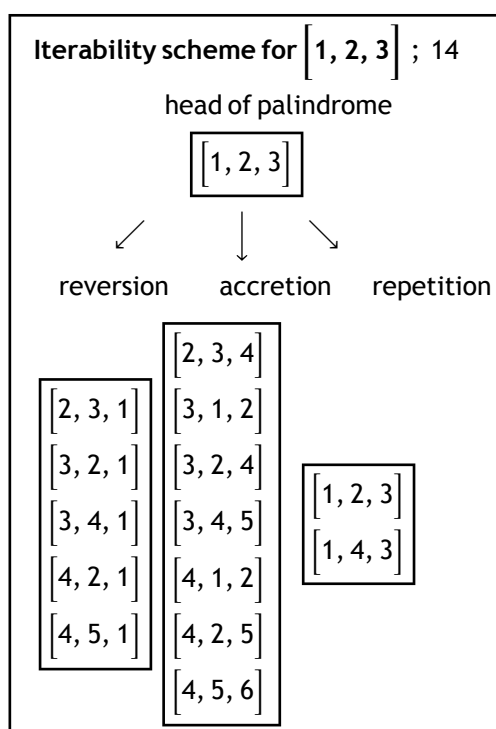 Iterability scheme for [1, 2, 3] ; 14
head of palindrome
[1, 2, 3]
↙ ↓ ↘
reversion accretion repetition
[2, 3, 1]
[3, 2, 1]
[3, 4, 1]
[4, 2, 1]
[4, 5, 1]
[2, 3, 4]
[3, 1, 2]
[3, 2, 4]
[3, 4, 5]
[4, 1, 2]
[4, 2, 5]
[4, 5, 6]
[1, 2, 3]
[1, 4, 3]